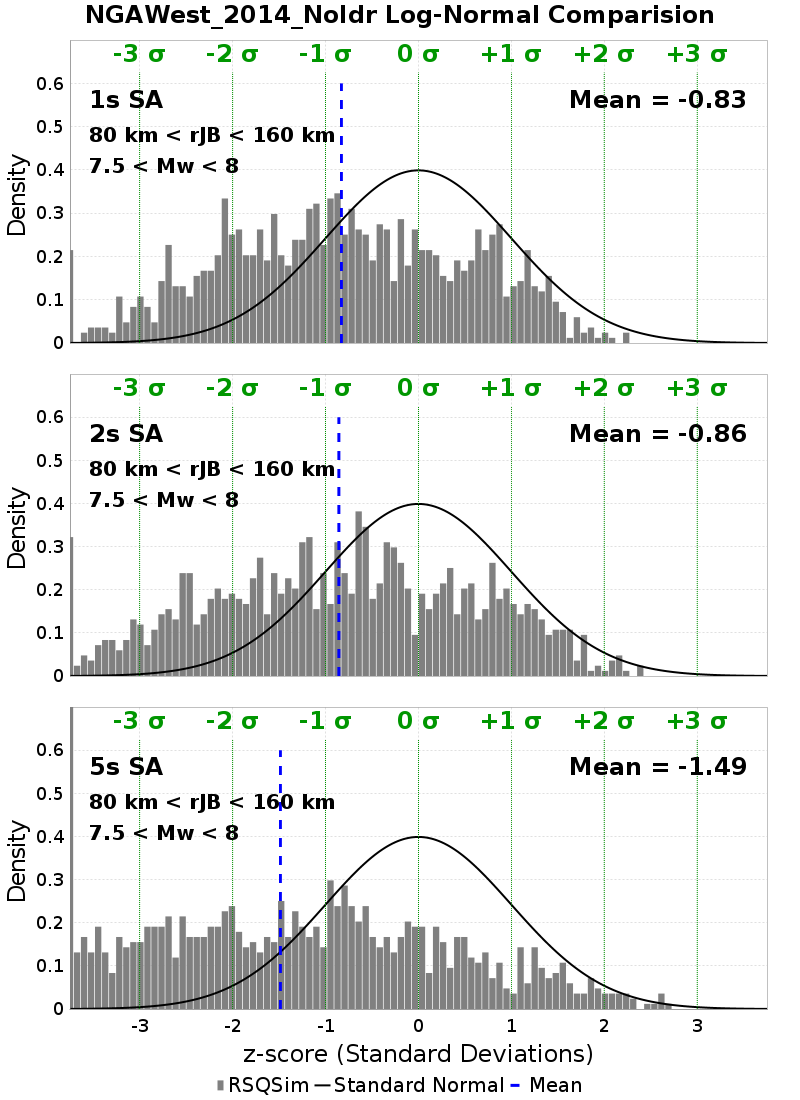 NGAWest_2014_NoIdr Log-Normal Comparision
-3 σ -2 σ -1 σ 0 σ +1 σ +2 σ +3 σ
1s SA Mean = -0.83
80 km < rJB < 160 km
7.5 < Mw < 8
Density
0.6
0.5
0.4
0.3
0.2
0.1
0
-3 σ -2 σ -1 σ 0 σ +1 σ +2 σ +3 σ
2s SA Mean = -0.86
80 km < rJB < 160 km
7.5 < Mw < 8
Density
0.6
0.5
0.4
0.3
0.2
0.1
0
-3 σ -2 σ -1 σ 0 σ +1 σ +2 σ +3 σ
5s SA Mean = -1.49
80 km < rJB < 160 km
7.5 < Mw < 8
Density
0.6
0.5
0.4
0.3
0.2
0.1
0
-3 -2 -1 0 1 2 3
z-score (Standard Deviations)
RSQSim Standard Normal Mean